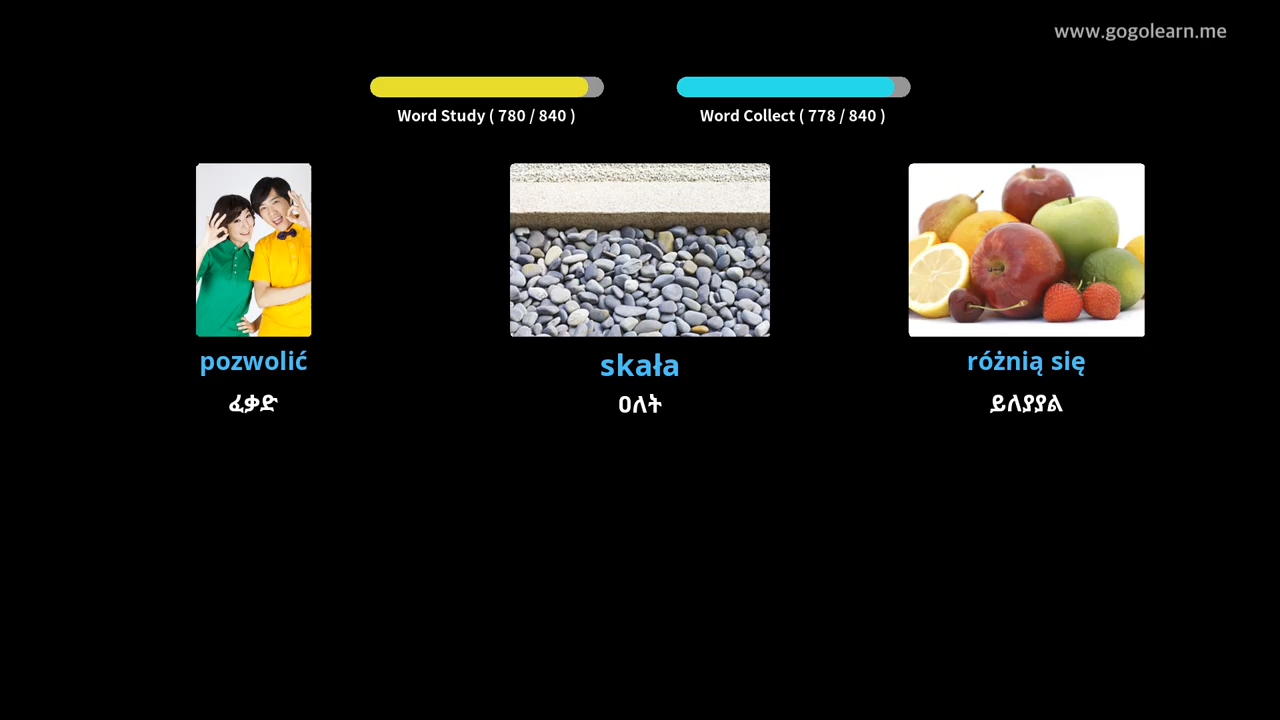 www.gogolearn.me
Word Study ( 780 / 840 )
Word Collect ( 778 / 840 )
pozwolić
skała
różnią się
ፈቃድ
ዐለት
ይለያያል